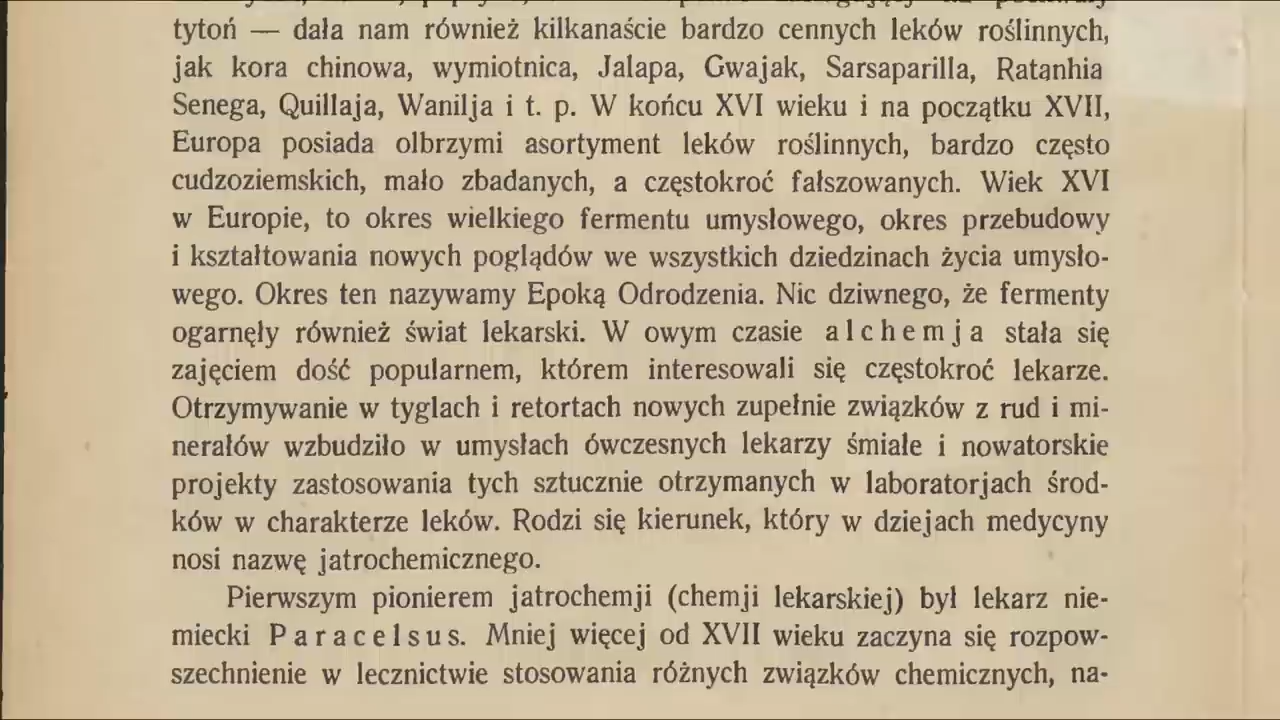 tytoń — dała nam również kilkanaście bardzo cennych leków roślinnych,
jak kora chinowa, wymiotnica, Jalapa, Gwajak, Sarsaparilla, Ratanhia
Senega, Quillaja, Wanilja i t. p. W końcu XVI wieku i na początku XVII,
Europa posiada olbrzymi asortyment leków roślinnych, bardzo często
cudzoziemskich, mało zbadanych, a częstokroć fałszowanych. Wiek XVI
w Europie, to okres wielkiego fermentu umysłowego, okres przebudowy
i kształtowania nowych poglądów we wszystkich dziedzinach życia umysło-
wego. Okres ten nazywamy Epoką Odrodzenia. Nic dziwnego, że fermenty
ogarnęły również świat lekarski. W owym czasie alchemja stała się
zajęciem dość popularnem, którem interesowali się częstokroć lekarze.
Otrzymywanie w tyglach i retortach nowych zupełnie związków z rud i mi-
nerałów wzbudziło w umysłach ówczesnych lekarzy śmiałe i nowatorskie
projekty zastosowania tych sztucznie otrzymanych w laboratorjach środ-
ków w charakterze leków. Rodzi się kierunek, który w dziejach medycyny
nosi nazwę jatrochemicznego.
Pierwszym pionierem jatrochemji (chemji lekarskiej) był lekarz nie-
miecki Paracelsus. Mniej więcej od XVII wieku zaczyna się rozpow-
szechnienie w lecznictwie stosowania różnych związków chemicznych, na-